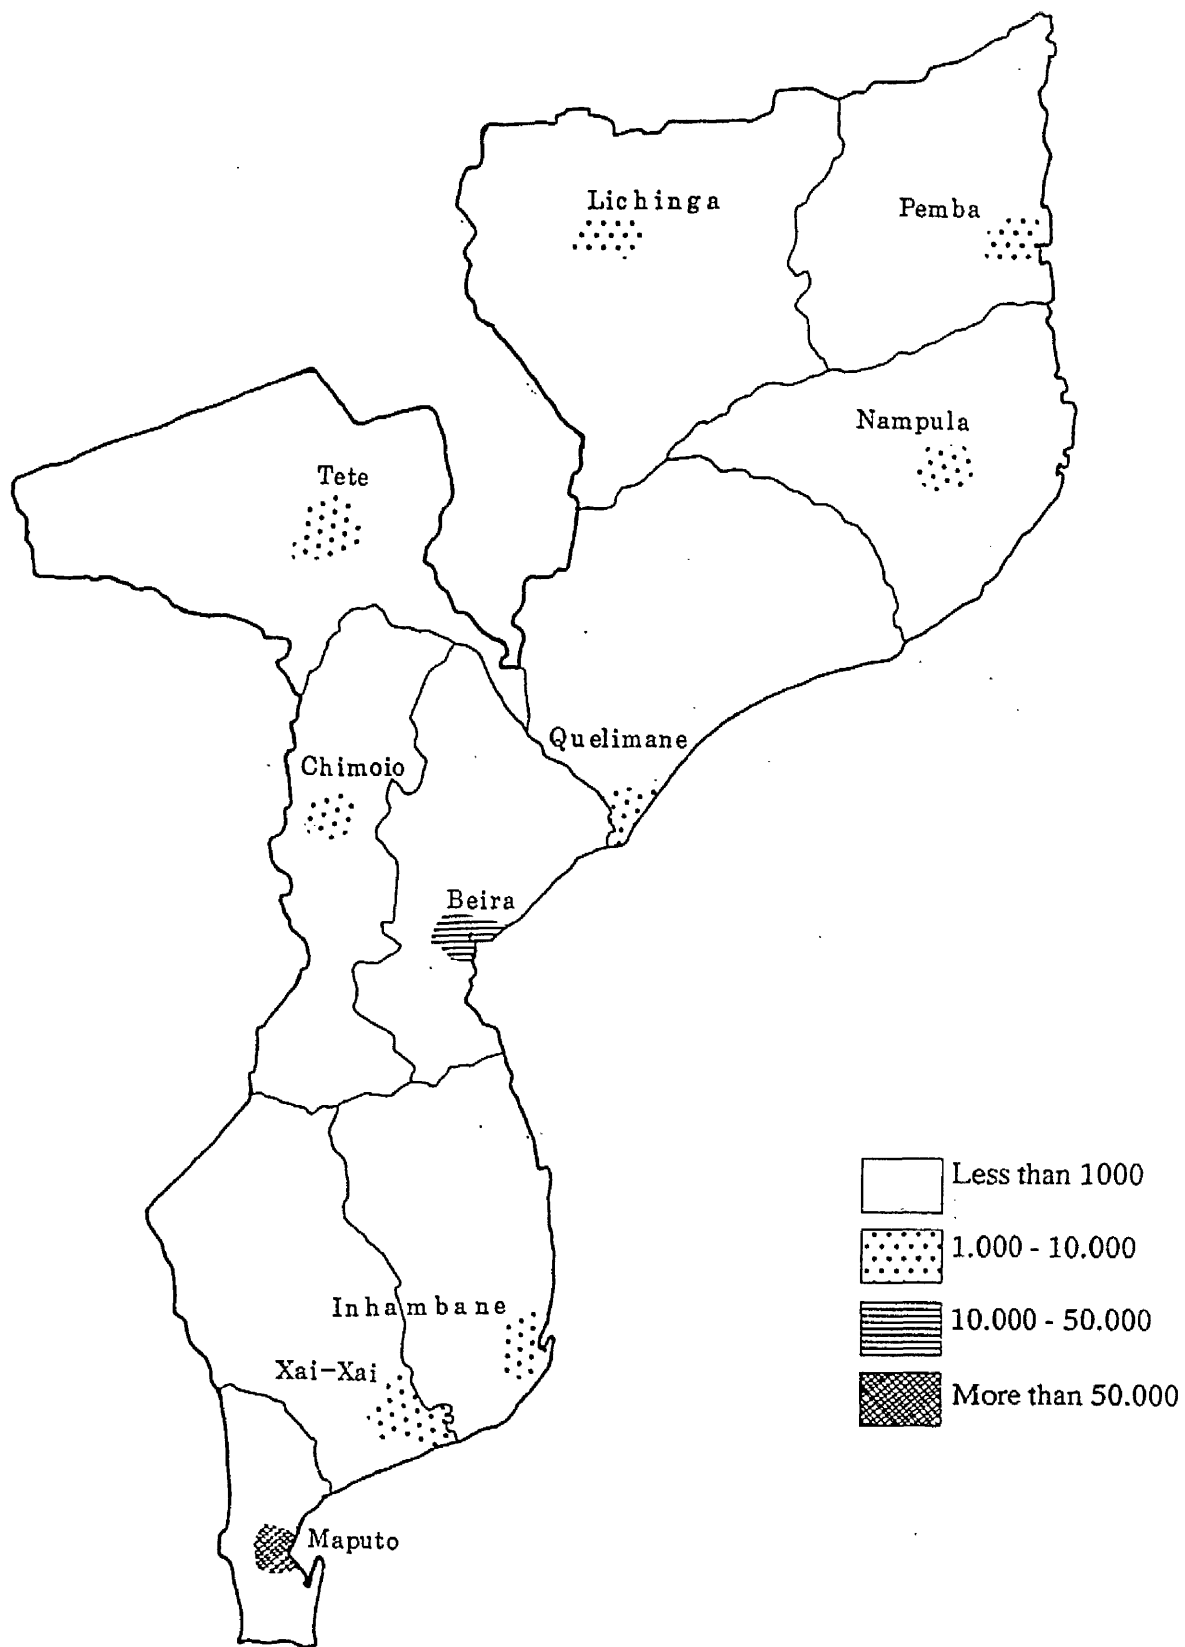 Lichinga
Pemba
Nampula
Tete
Quelimane
Chimoio
Beira
Inhambane
Xai-Xai
Maputo
Less than 1000
1.000 - 10.000
10.000 - 50.000
More than 50.000